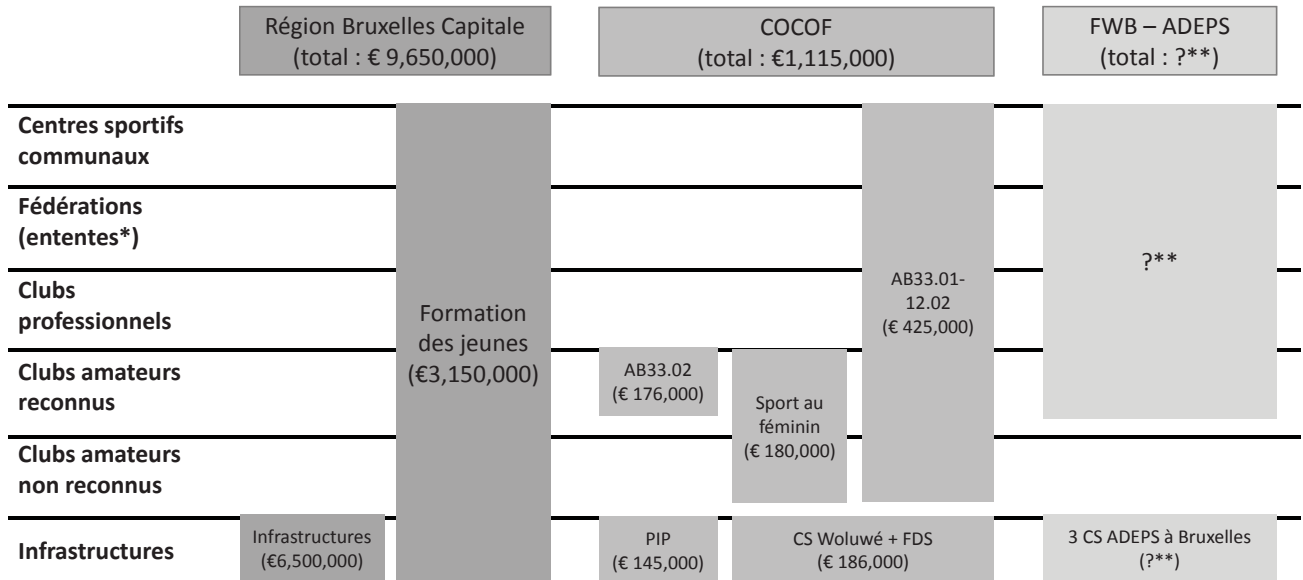 Région Bruxelles Capitale
(total : € 9,650,000)
COCOF
(total : €1,115,000)
FWB – ADEPS
(total : ?**)
Centres sportifs
communaux
Fédérations
(ententes*)
Clubs
professionnels
Clubs amateurs
reconnus
Clubs amateurs
non reconnus
Infrastructures
Formation
des jeunes
(€3,150,000)
Infrastructures
(€6,500,000)
AB33.02
(€ 176,000)
Sport au
féminin
(€ 180,000)
AB33.01-
12.02
(€ 425,000)
PIP
(€ 145,000)
CS Woluwé + FDS
(€ 186,000)
?**
3 CS ADEPS à Bruxelles
(?**)